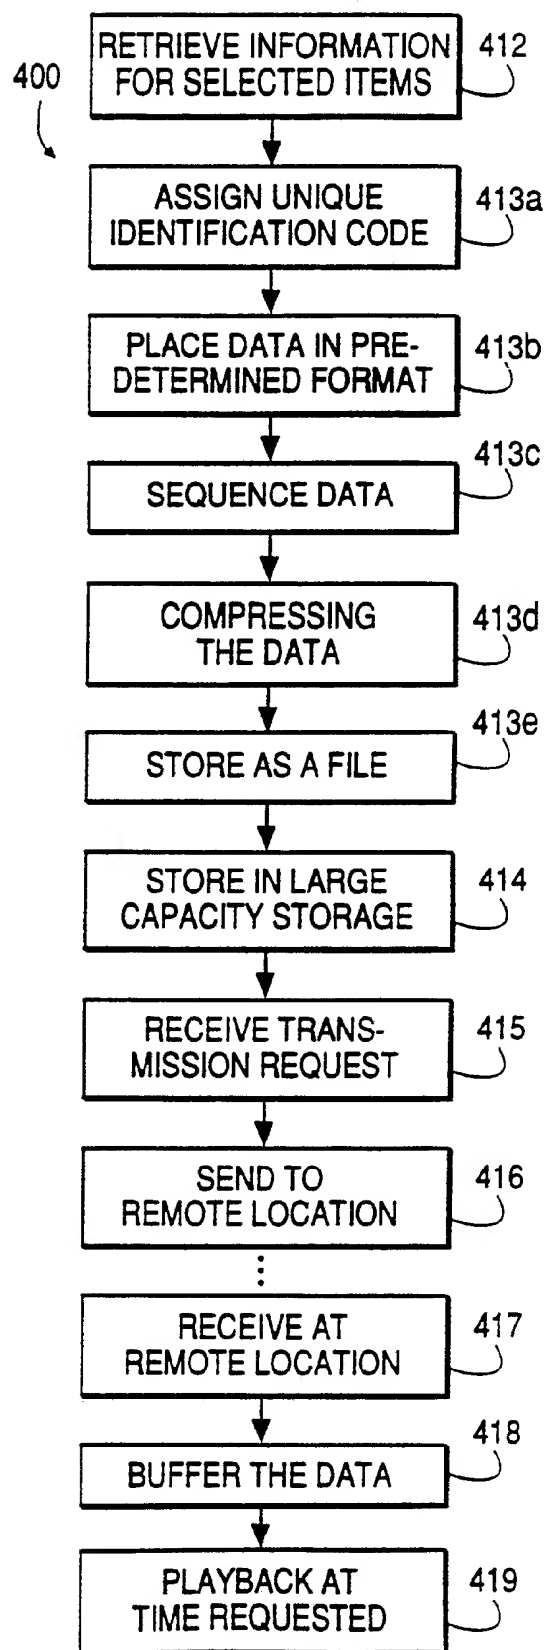 RETRIEVE INFORMATION
FOR SELECTED ITEMS
412
400
ASSIGN UNIQUE
IDENTIFICATION CODE
413a
PLACE DATA IN PRE-
DETERMINED FORMAT
413b
SEQUENCE DATA
413c
COMPRESSING
THE DATA
413d
STORE AS A FILE
413e
STORE IN LARGE
CAPACITY STORAGE
414
RECEIVE TRANS-
MISSION REQUEST
415
SEND TO
REMOTE LOCATION
416
RECEIVE AT
REMOTE LOCATION
417
BUFFER THE DATA
418
PLAYBACK AT
TIME REQUESTED
419